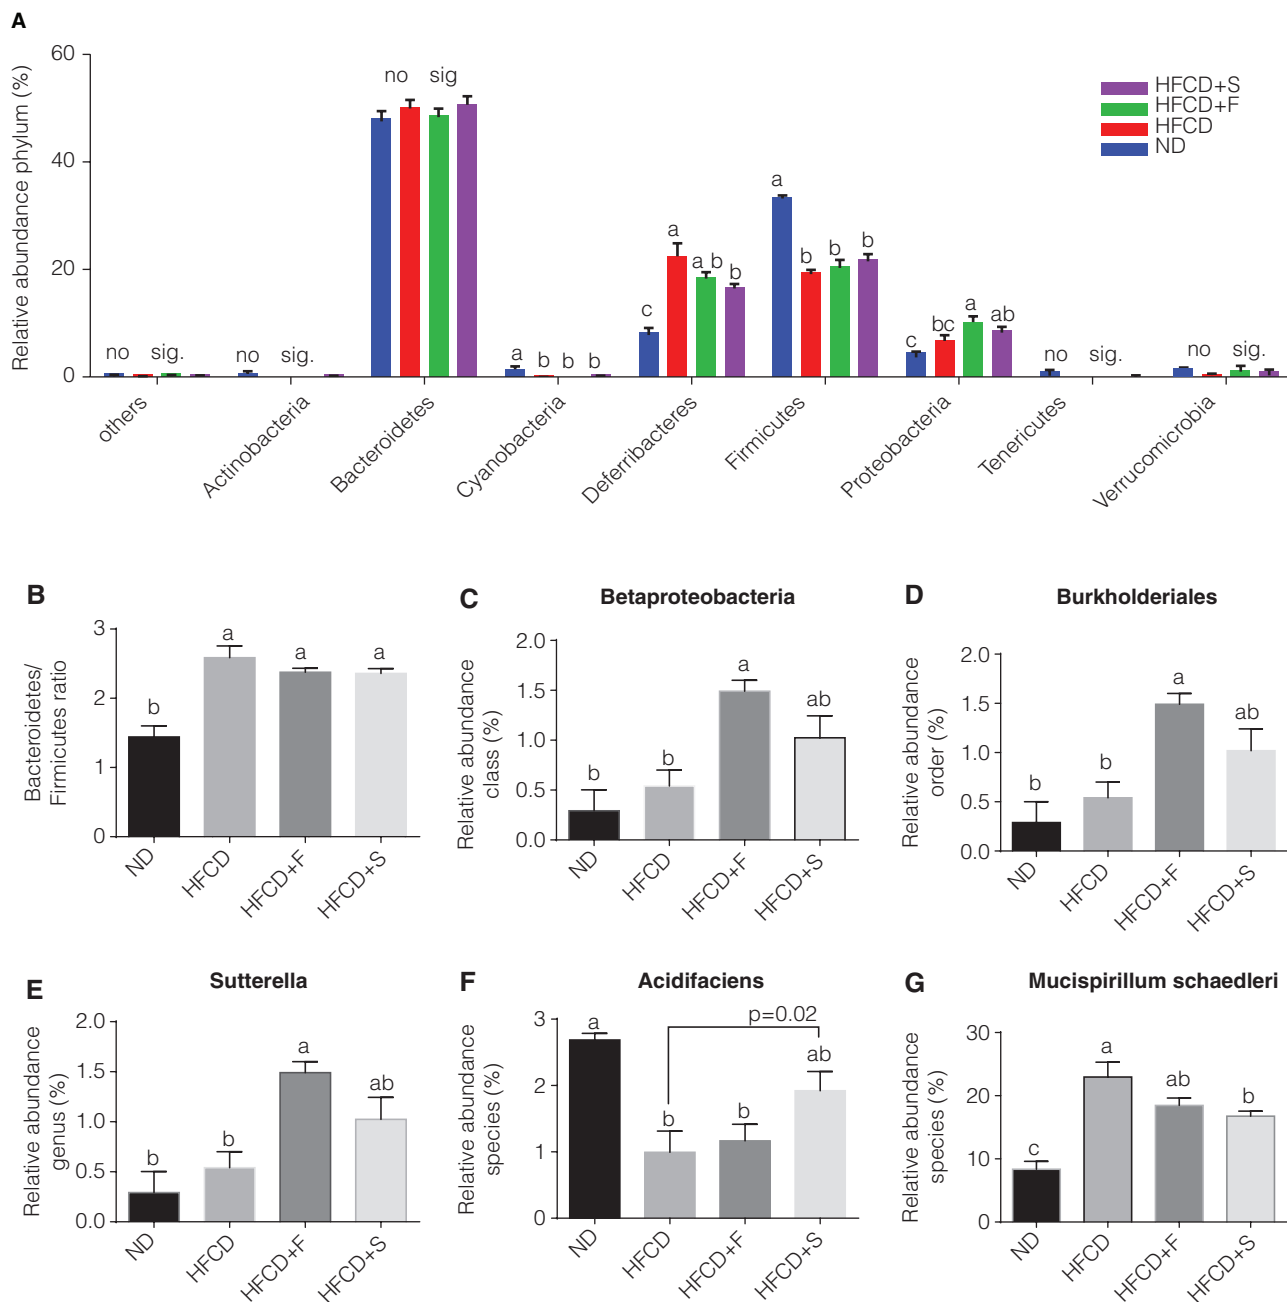 A
Relative abundance phylum (%)
60
40
20
0
HFCD+S
HFCD+F
HFCD
ND
no sig.
no sig.
no sig
a b b b
c a a b b
a b b b
c bc a ab
no sig.
no sig.
others
Actinobacteria
Bacteroidetes
Cyanobacteria
Deferribacteres
Firmicutes
Proteobacteria
Tenericutes
Verrucomicrobia
B
Bacteroidetes/
Firmicutes ratio
3
2
1
0
b a a a
ND
HFCD
HFCD+F
HFCD+S
C
Betaproteobacteria
Relative abundance
class (%)
2.0
1.5
1.0
0.5
0.0
b b a ab
ND
HFCD
HFCD+F
HFCD+S
D
Burkholderiales
Relative abundance
order (%)
2.0
1.5
1.0
0.5
0.0
b b a ab
ND
HFCD
HFCD+F
HFCD+S
E
Sutterella
Relative abundance
genus (%)
2.0
1.5
1.0
0.5
0.0
b b a ab
ND
HFCD
HFCD+F
HFCD+S
F
Acidifaciens
Relative abundance
species (%)
3
2
1
0
p=0.02
a b b ab
ND
HFCD
HFCD+F
HFCD+S
G
Mucispirillum schaedleri
Relative abundance
species (%)
30
20
10
0
c a ab b
ND
HFCD
HFCD+F
HFCD+S